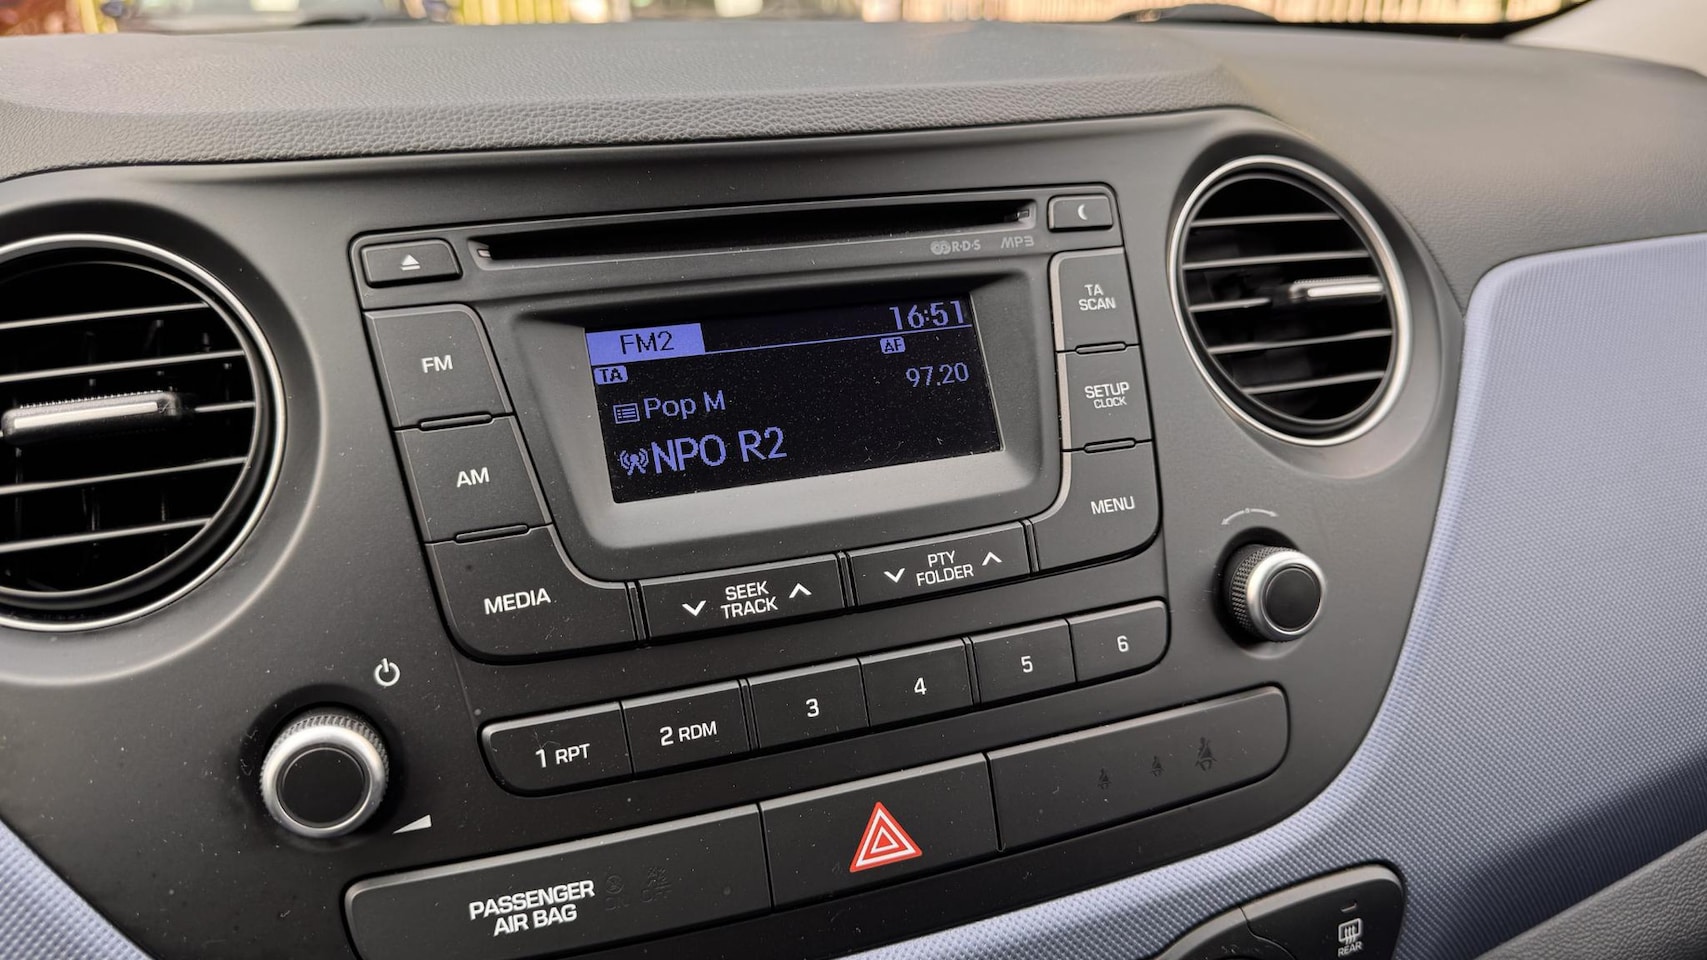 R·D·S MP3
FM
AM
MEDIA
FM2
16:51
TA
AF
97.20
Pop M
NPO R2
TA
SCAN
SETUP
CLOCK
MENU
SEEK
TRACK
PTY
FOLDER
1 RPT
2 RDM
3
4
5
6
PASSENGER
AIR BAG
REAR